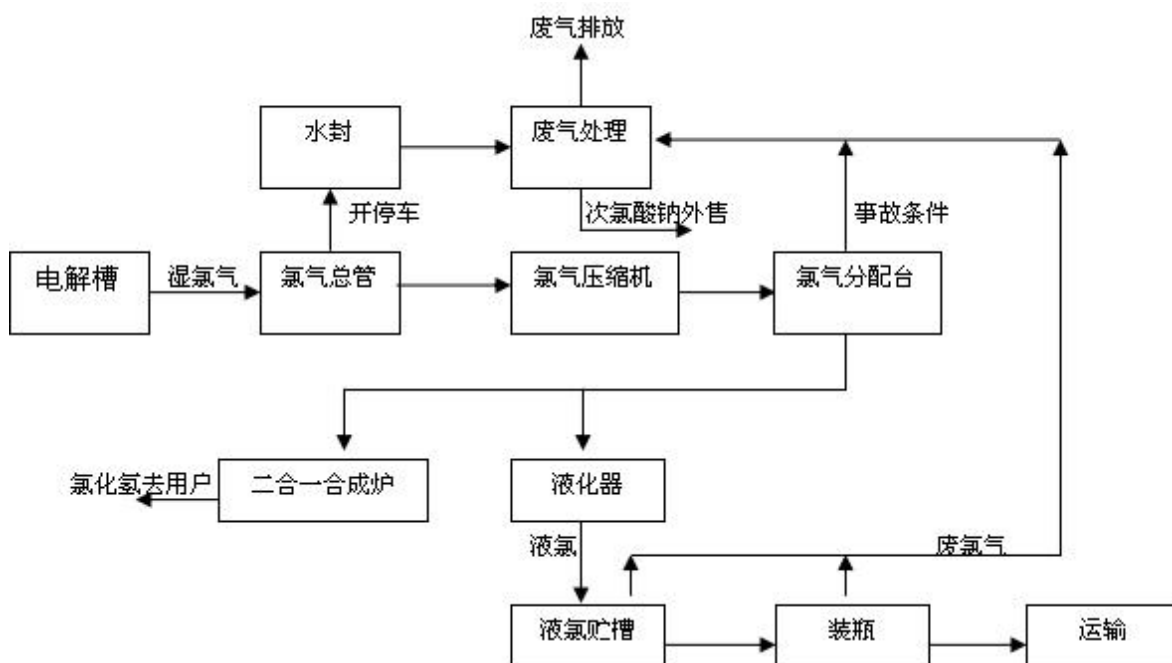 废气排放
水封
废气处理
开停车
次氯酸钠外售
事故条件
电解槽
湿氯气
氯气总管
氯气压缩机
氯气分配台
氯化氢去用户
二合一合成炉
液化器
液氯
废氯气
液氯贮槽
装瓶
运输